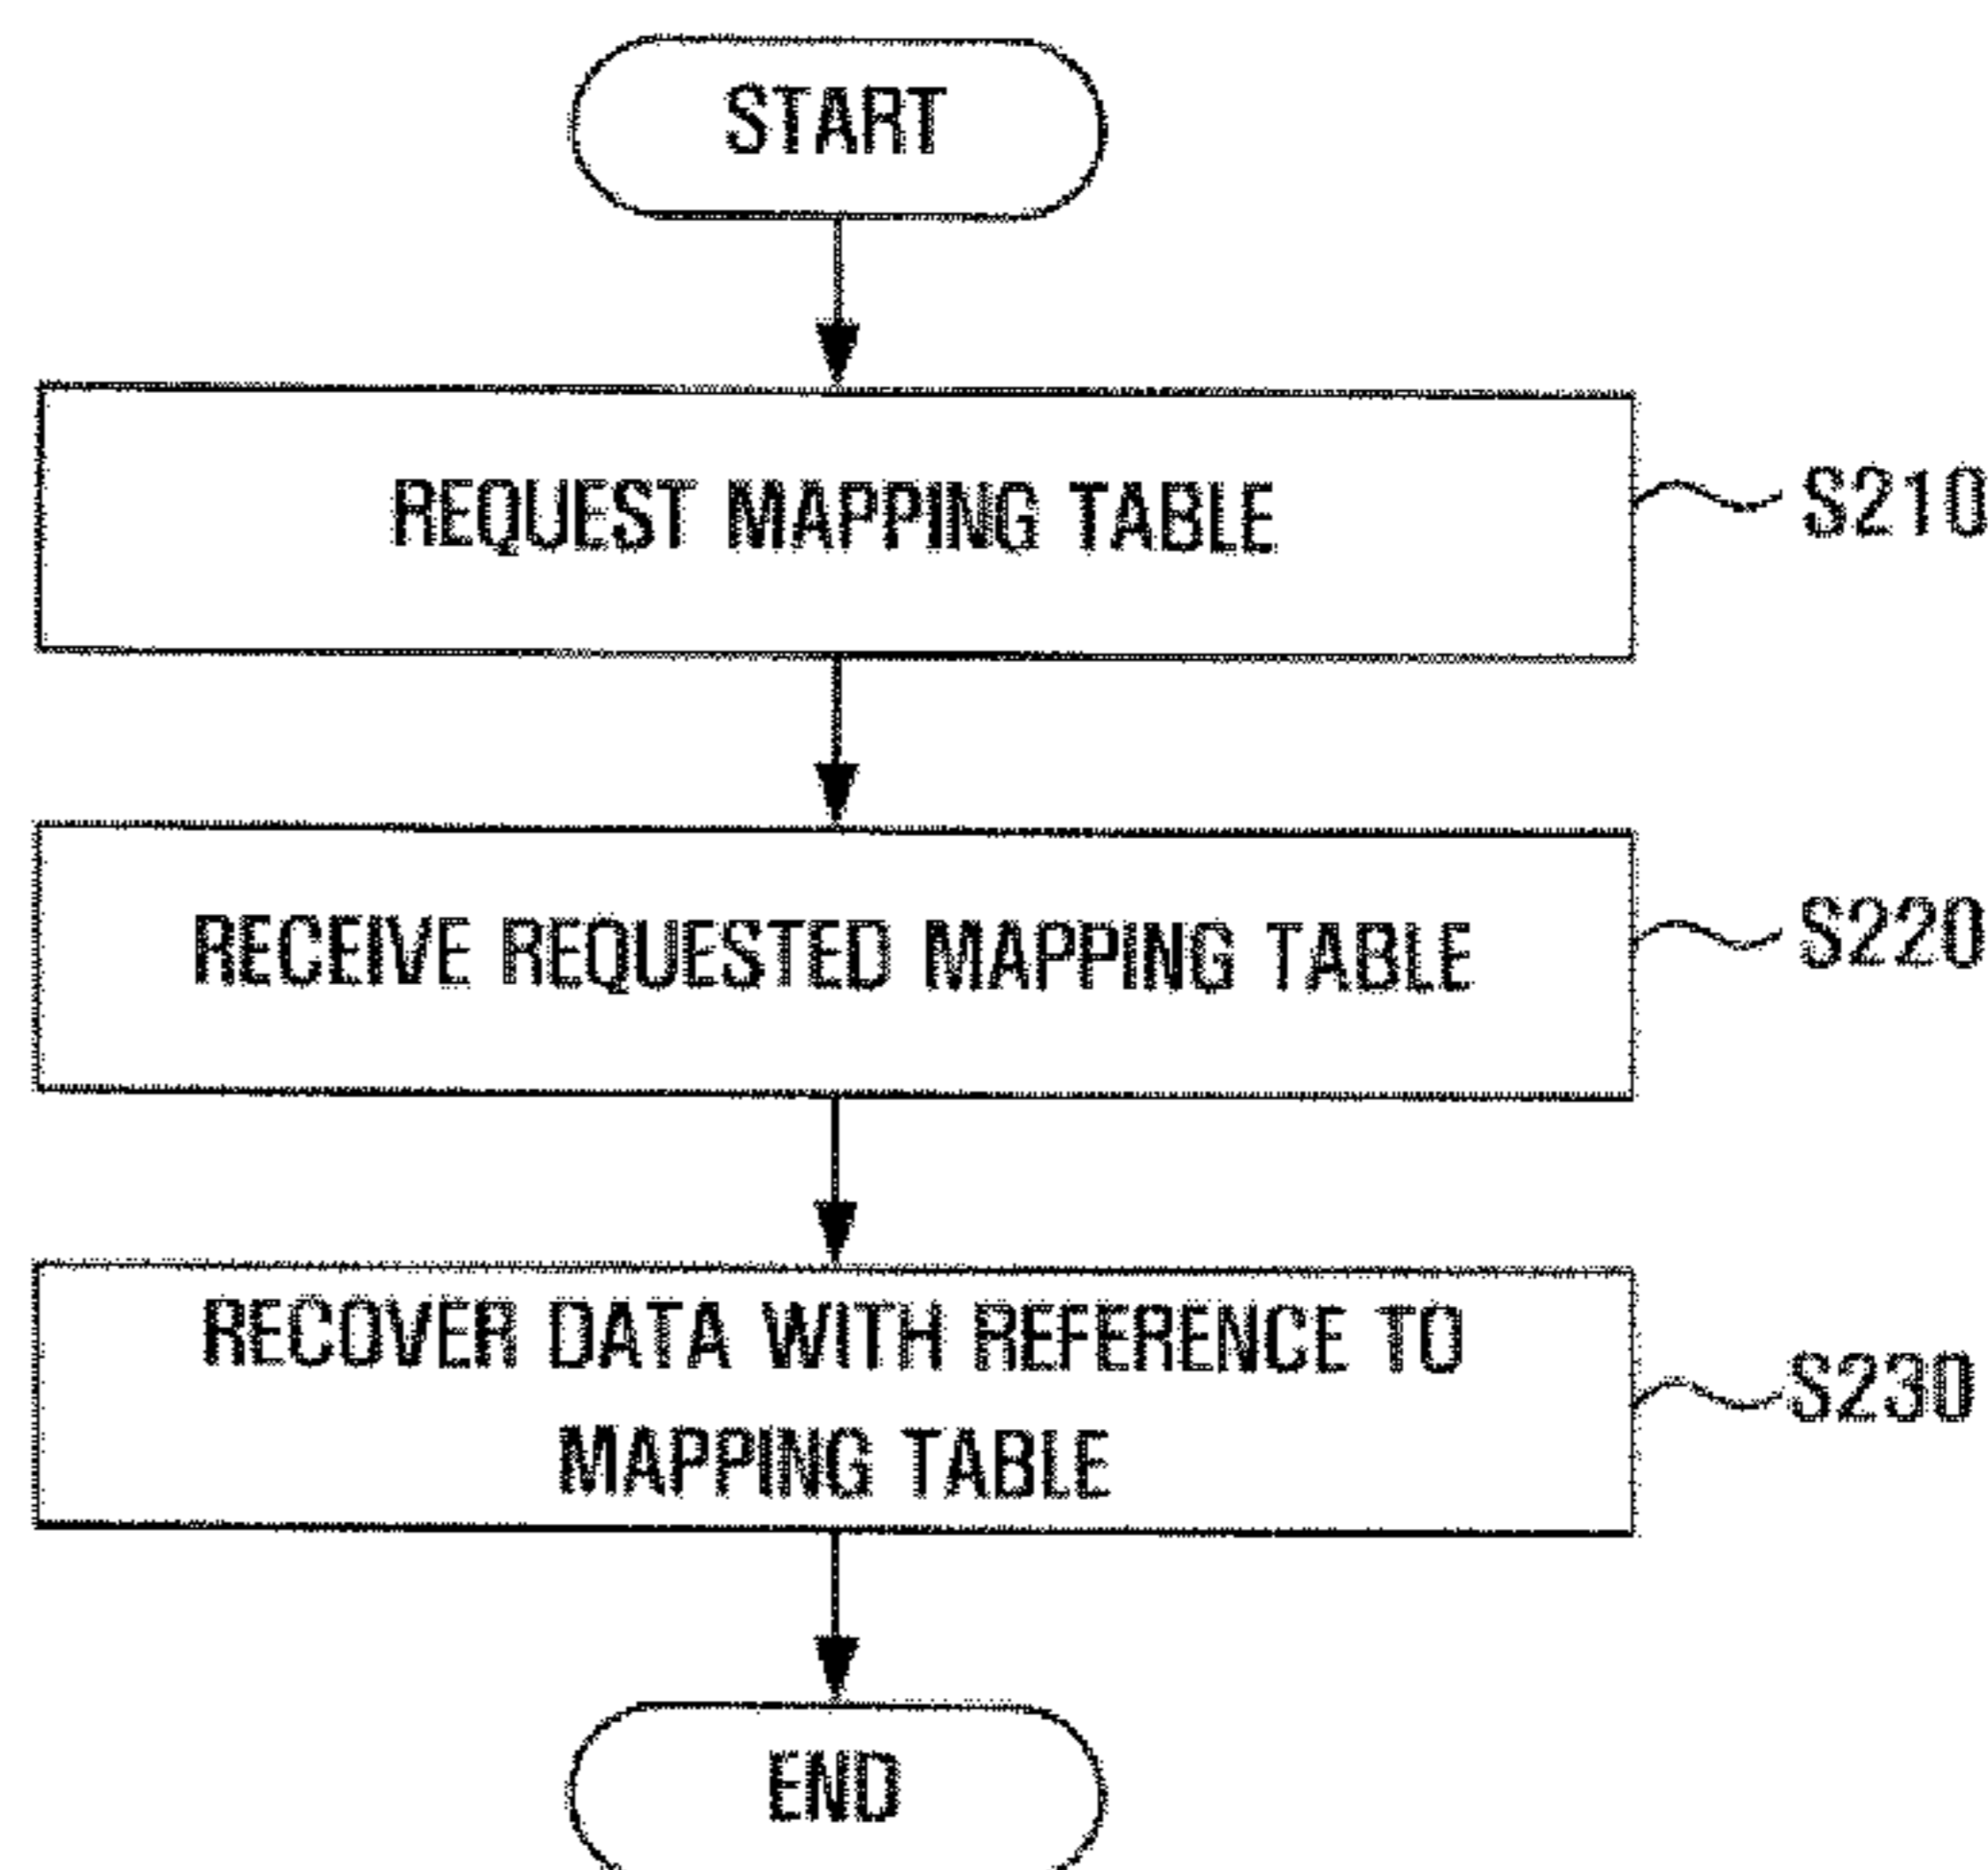 START
REQUEST MAPPING TABLE
S210
RECEIVE REQUESTED MAPPING TABLE
S220
RECOVER DATA WITH REFERENCE TO
MAPPING TABLE
S230
END